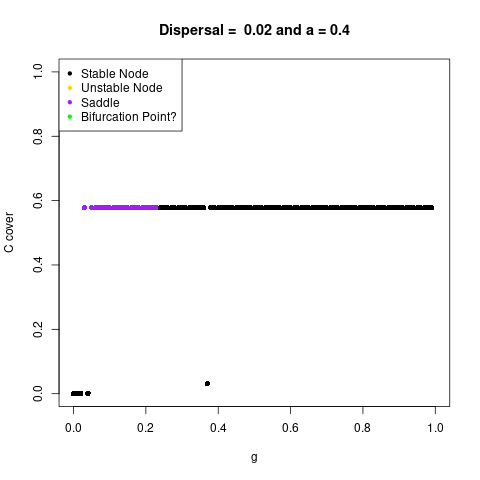 Dispersal =  0.02 and a = 0.4
Stable Node
Unstable Node
Saddle
Bifurcation Point?
1.0
0.8
0.6
0.4
0.2
0.0
C cover
0.0 0.2 0.4 0.6 0.8 1.0
g